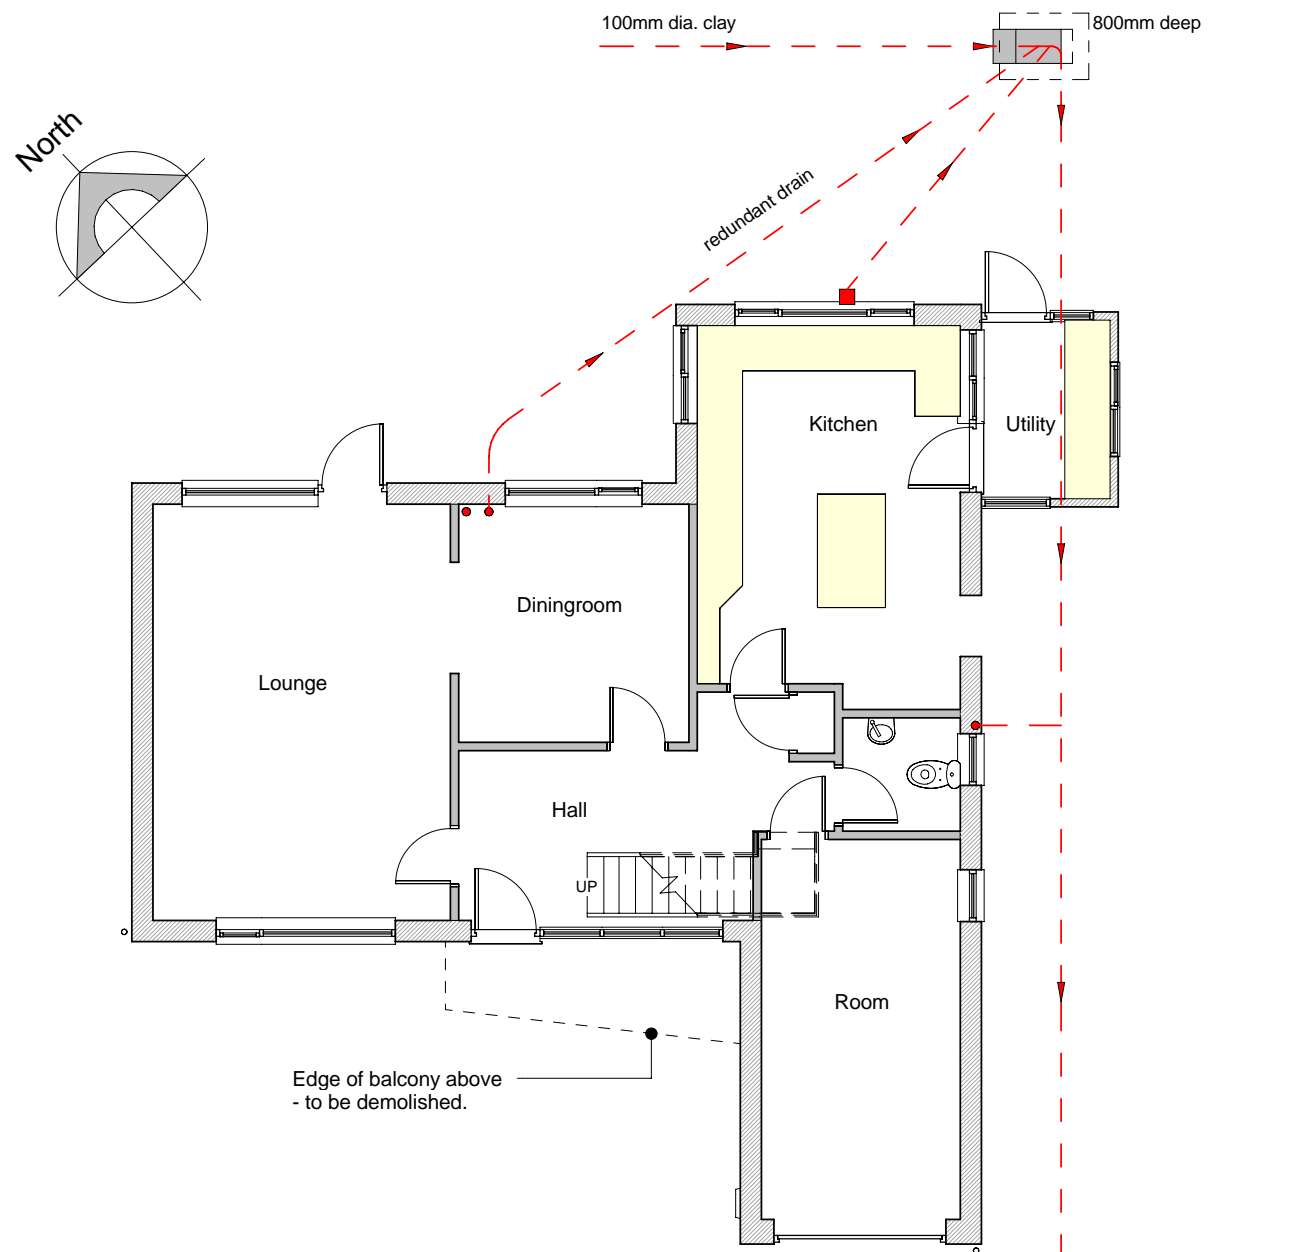 100mm dia. clay
800mm deep
North
redundant drain
Kitchen
Utility
Diningroom
Lounge
Hall
UP
Room
Edge of balcony above
- to be demolished.